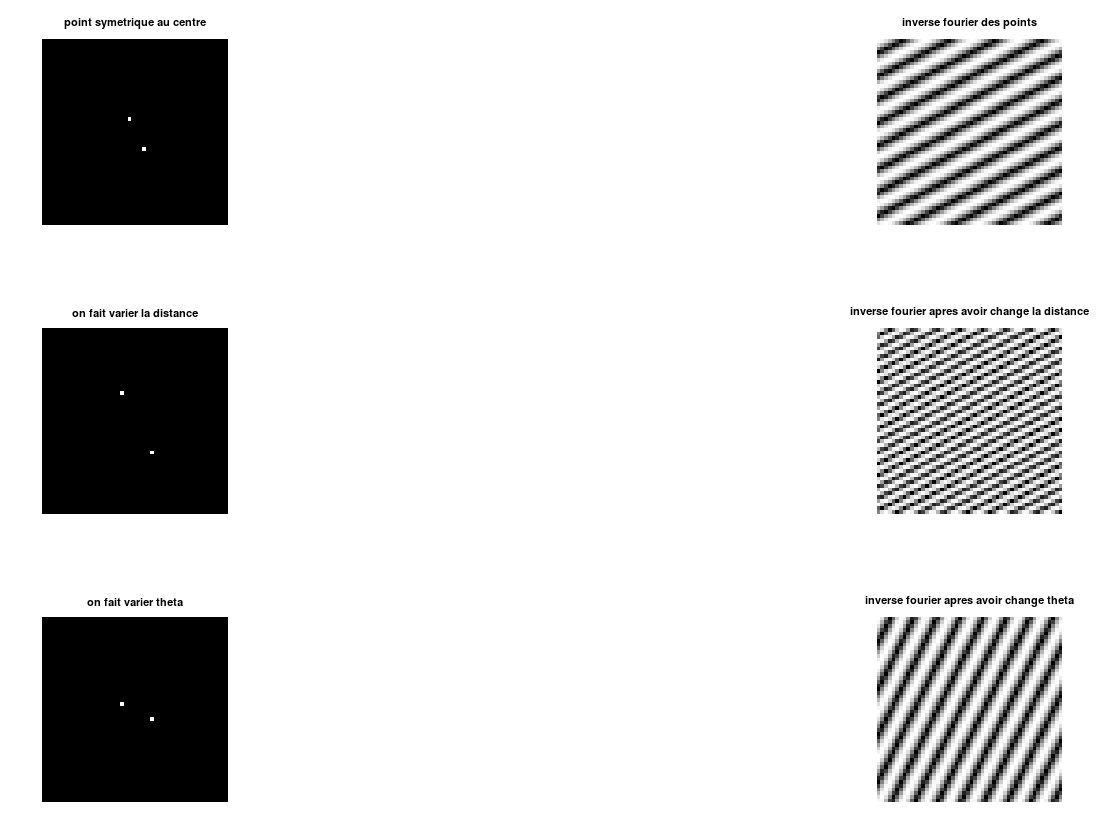 point symetrique au centre
inverse fourier des points
on fait varier la distance
inverse fourier apres avoir change la distance
on fait varier theta
inverse fourier apres avoir change theta